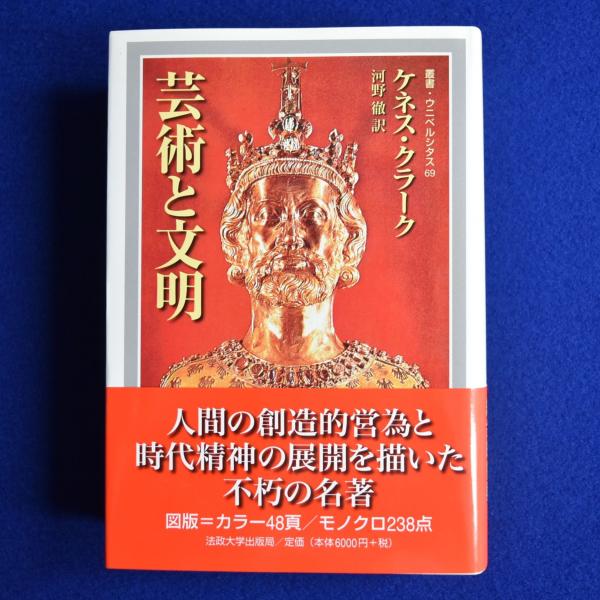 叢書・ウニベルシタス69
ケネス・クラーク
河野 徹 訳
芸術と文明
人間の創造的営為と
時代精神の展開を描いた
不朽の名著
図版＝カラー48頁／モノクロ238点
法政大学出版局／定価（本体6000円＋税）